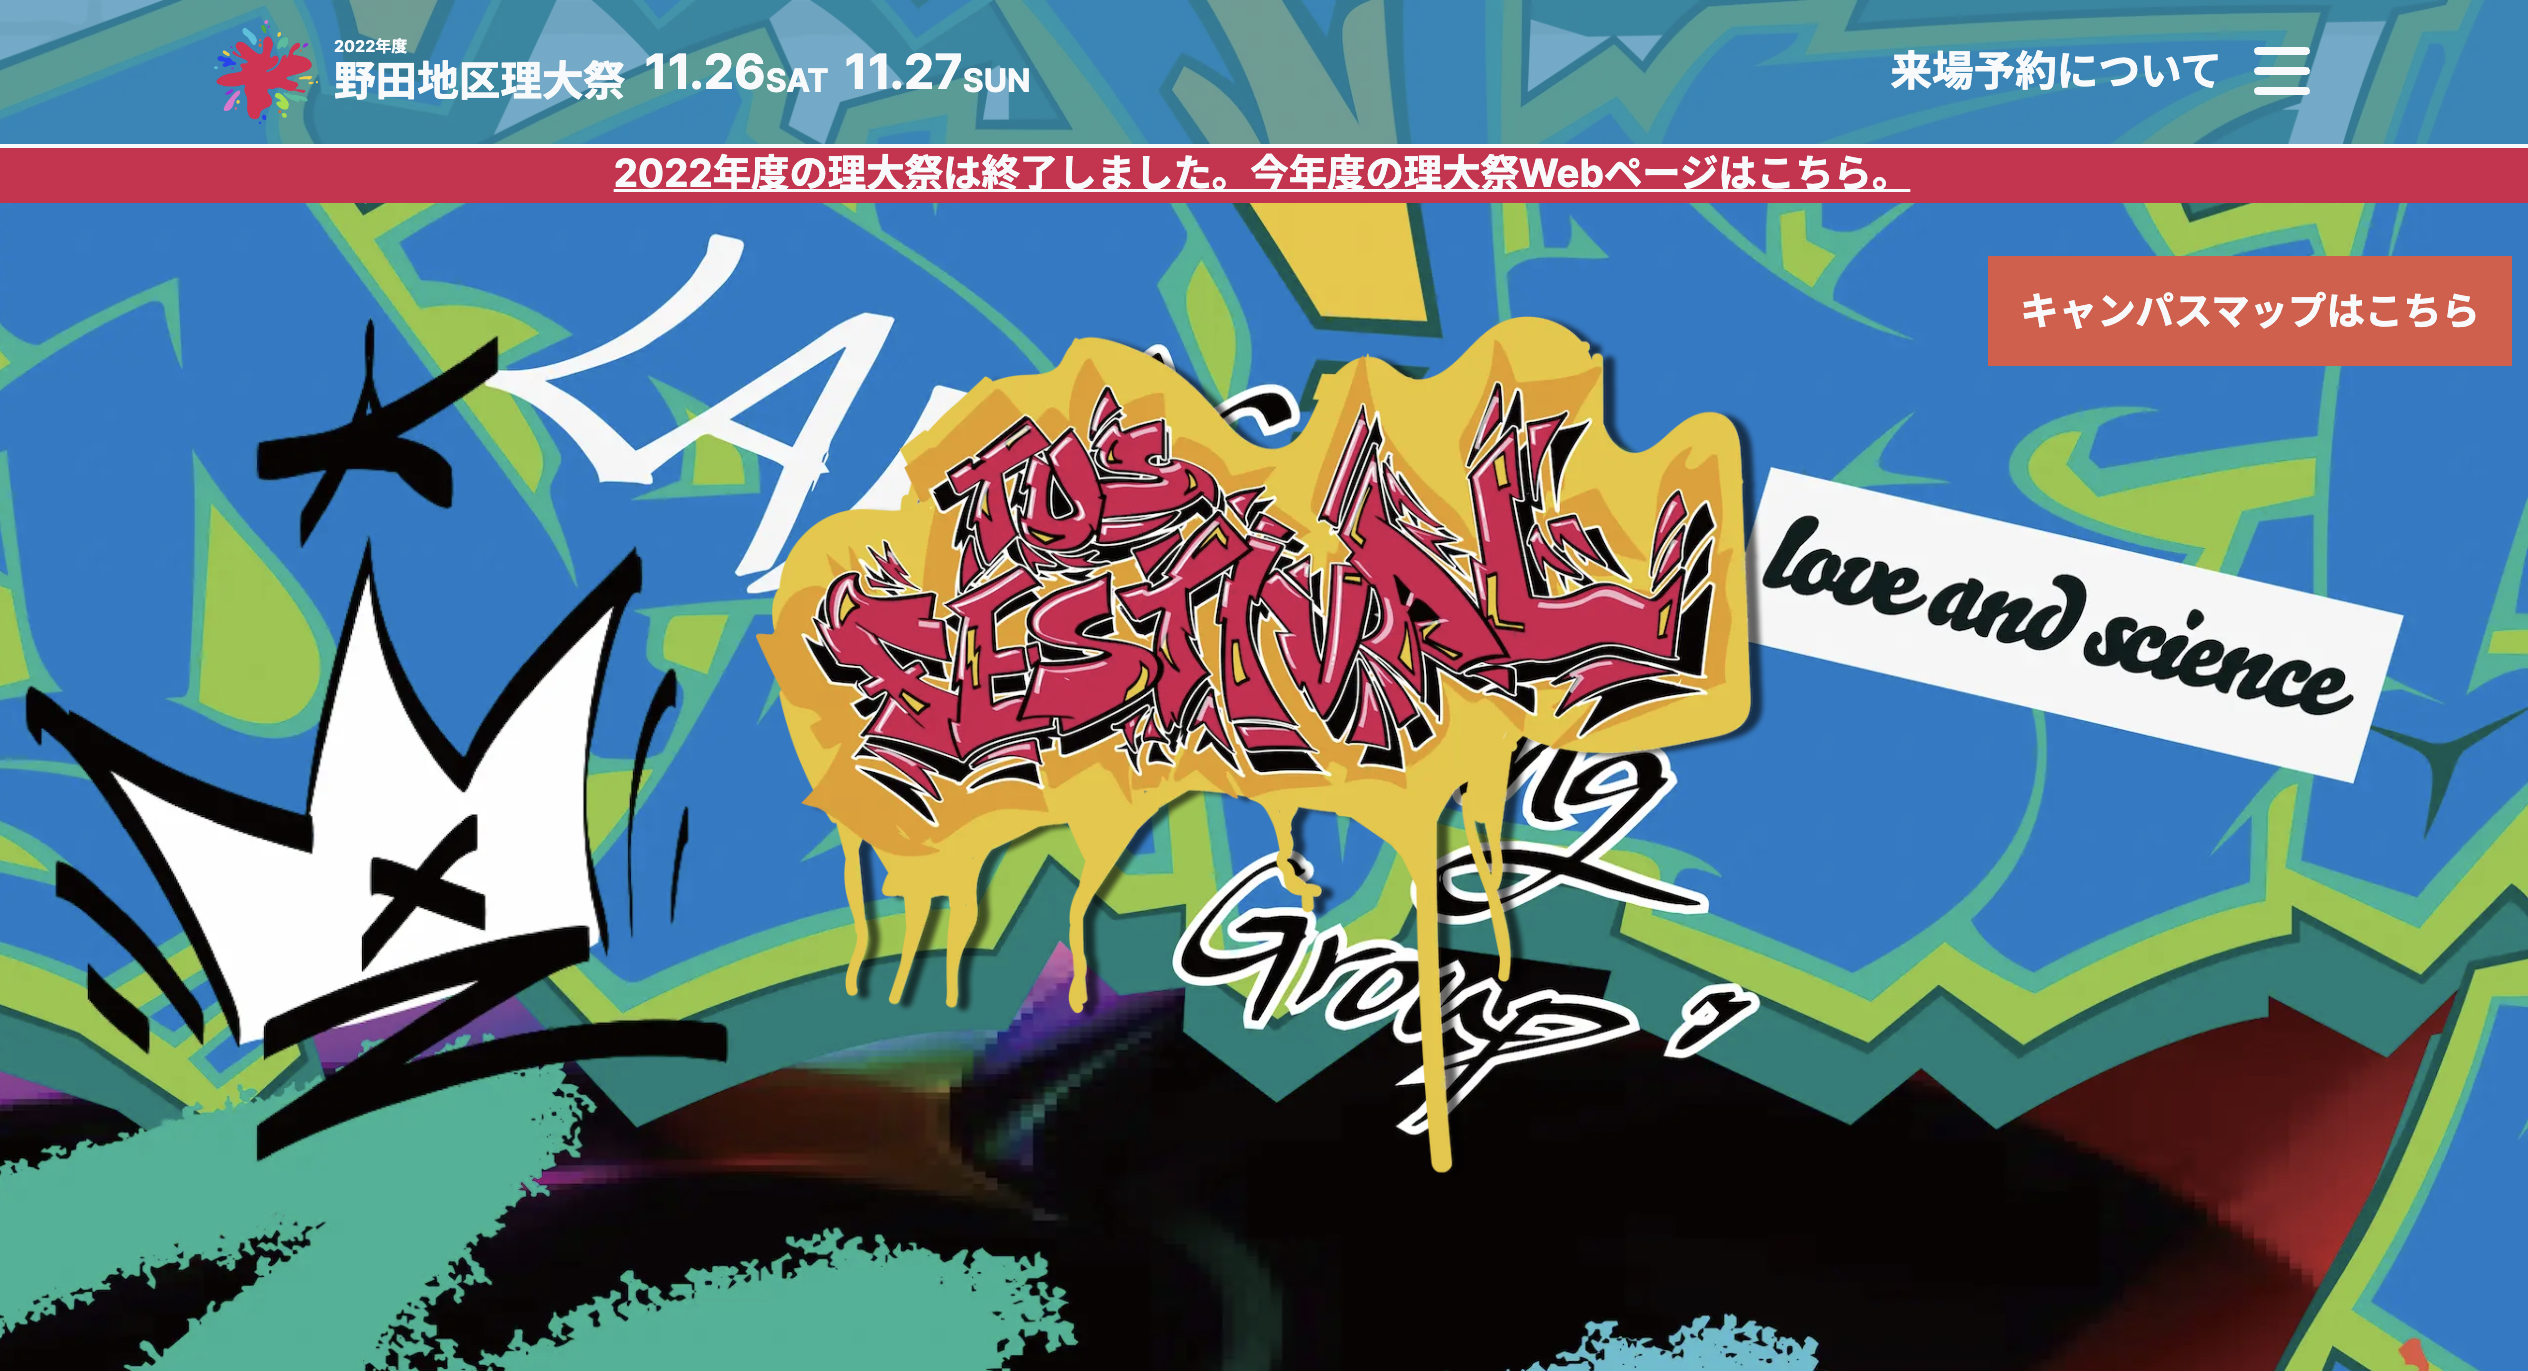 2022年度
野田地区理大祭 11.26SAT 11.27SUN
来場予約について
2022年度の理大祭は終了しました。今年度の理大祭Webページはこちら。
キャンパスマップはこちら
TUS
FESTIVAL
love and science
Group